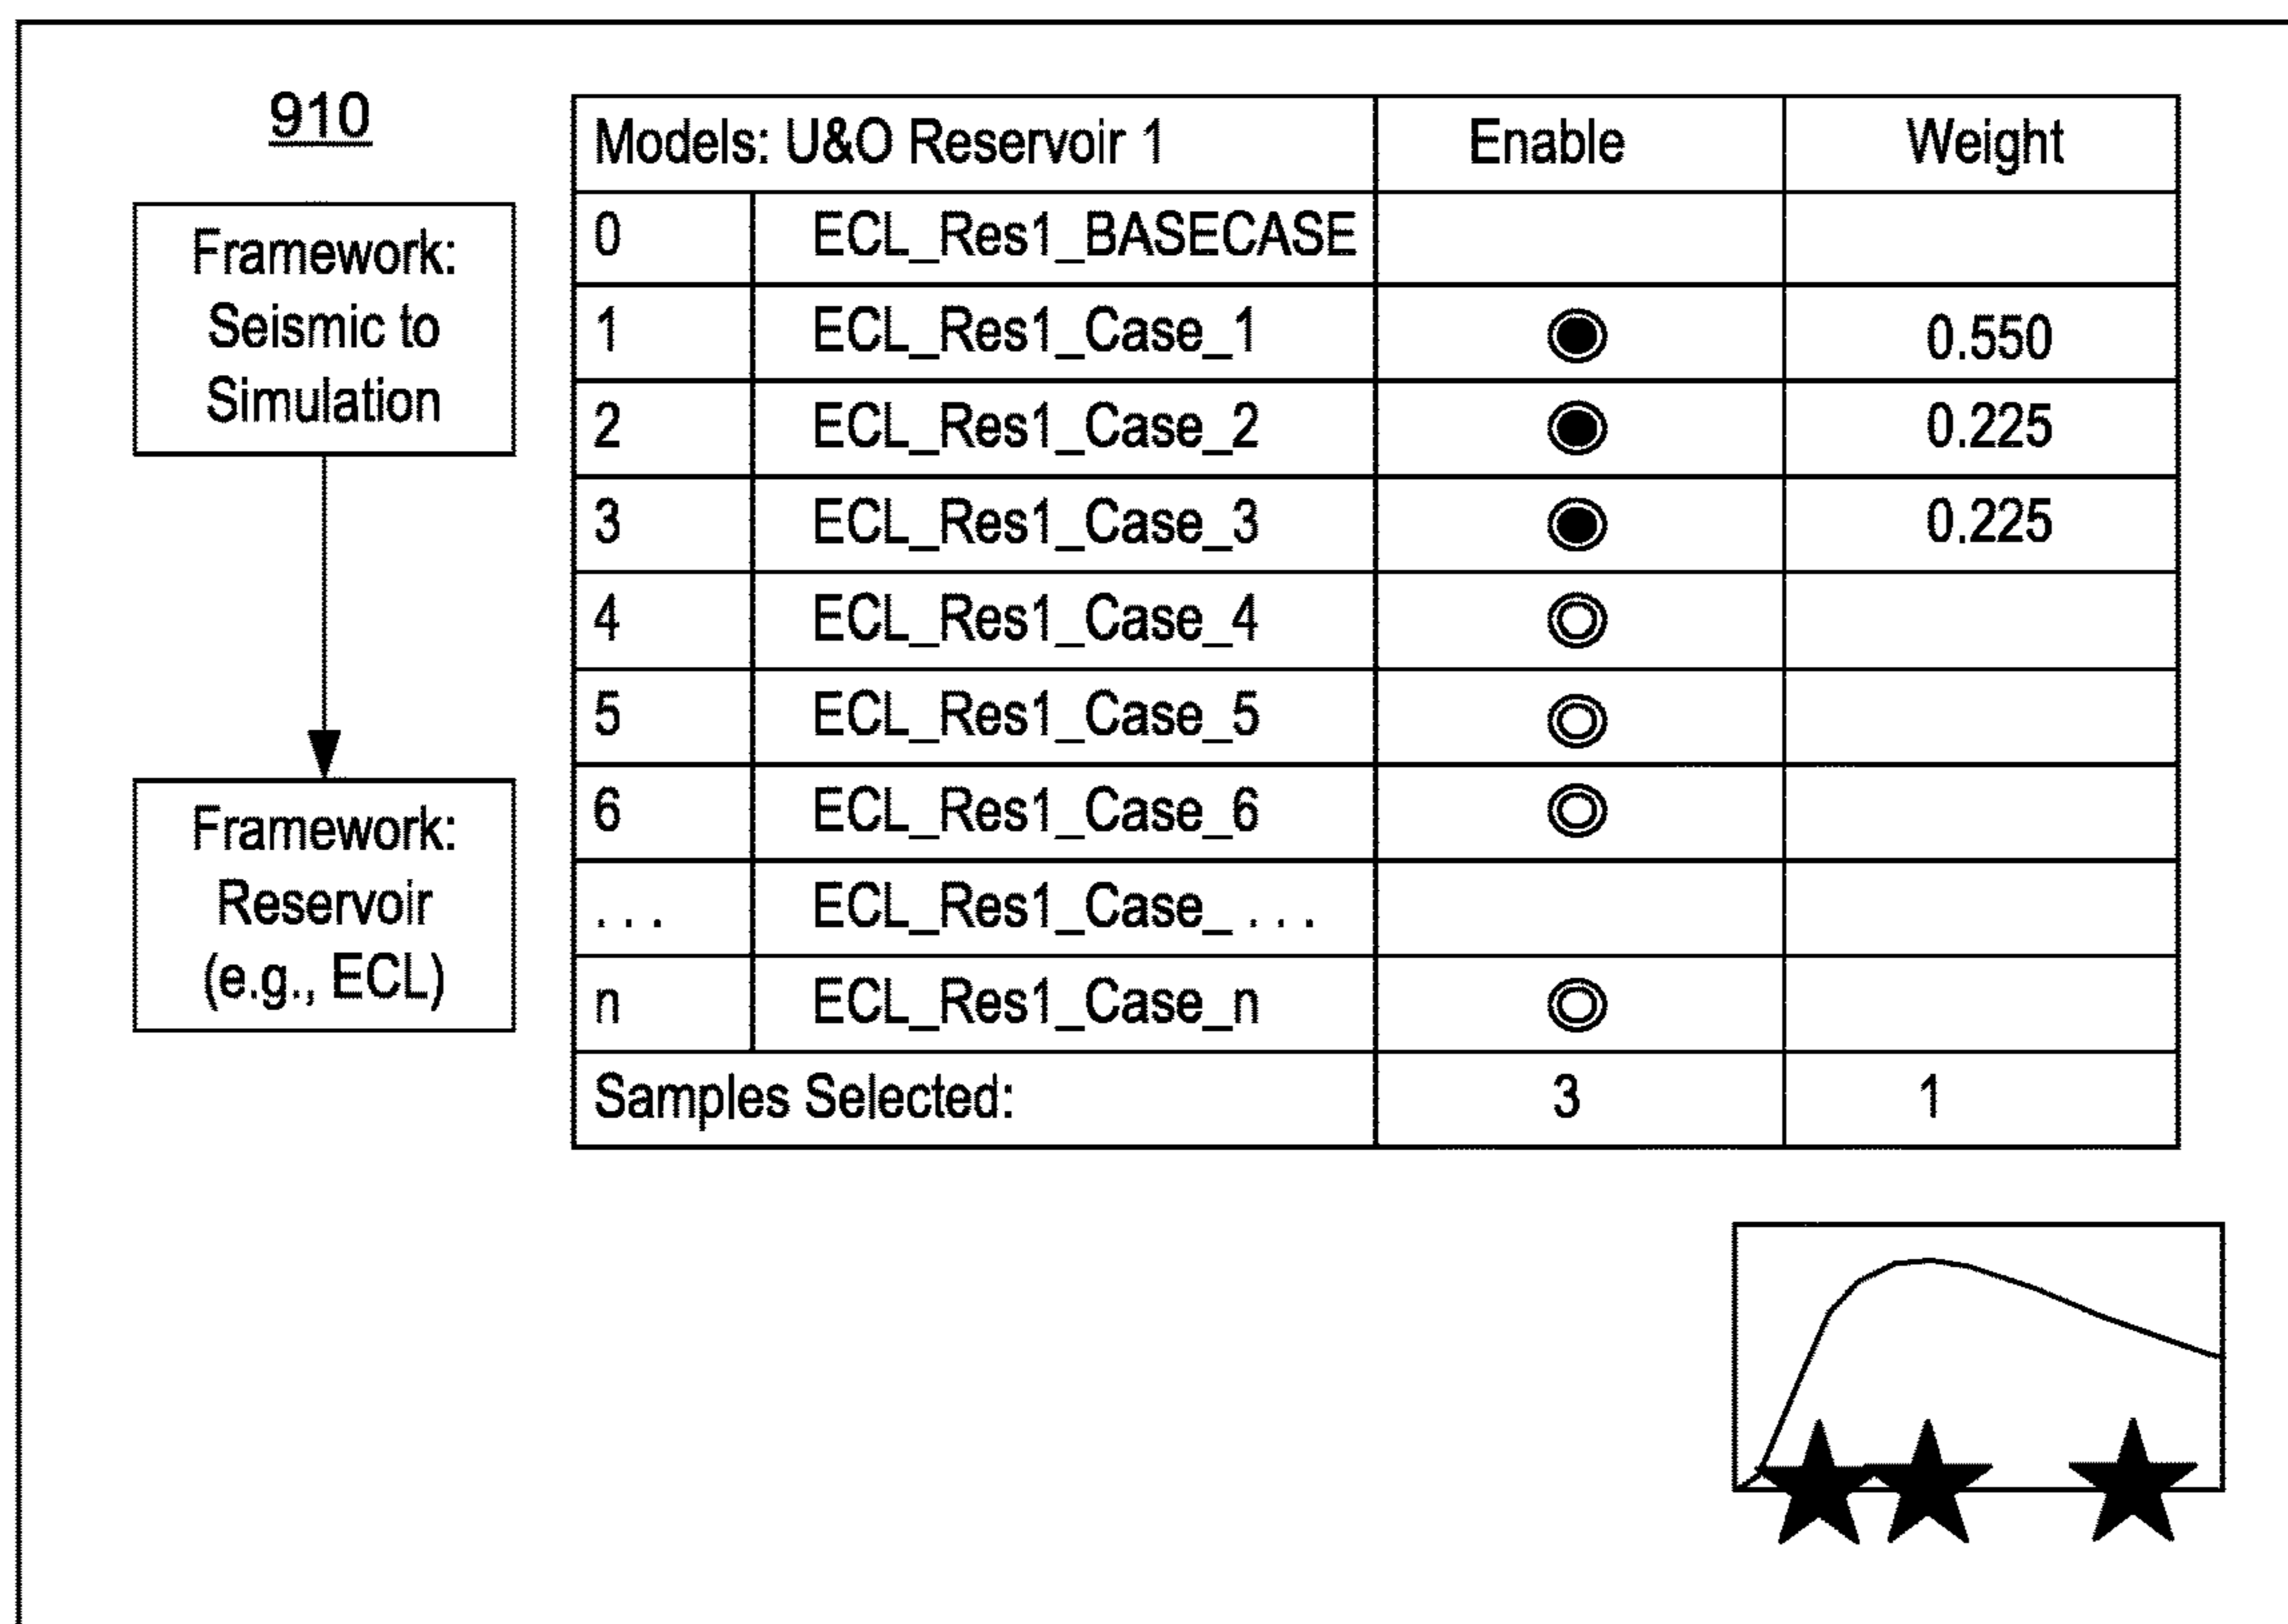 910
Framework:
Seismic to
Simulation
Framework:
Reservoir
(e.g., ECL)
Models: U&O Reservoir 1 Enable Weight
0 ECL_Res1_BASECASE
1 ECL_Res1_Case_1 0.550
2 ECL_Res1_Case_2 0.225
3 ECL_Res1_Case_3 0.225
4 ECL_Res1_Case_4
5 ECL_Res1_Case_5
6 ECL_Res1_Case_6
... ECL_Res1_Case_...
n ECL_Res1_Case_n
Samples Selected: 3 1